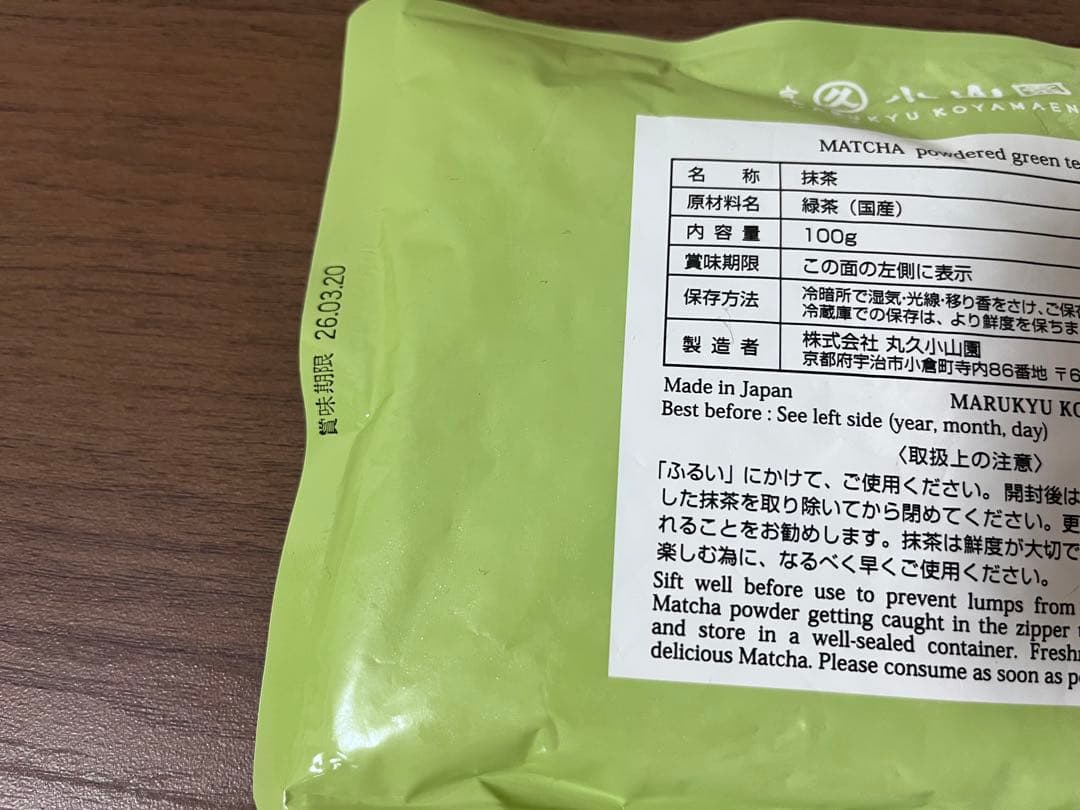 久 小山園
KYU KOYAMAEN
MATCHA powdered green te
名称 抹茶
原材料名 緑茶（国産）
内容量 100g
賞味期限 この面の左側に表示
保存方法 冷暗所で湿気・光線・移り香をさけ、ご保存
冷蔵庫での保存は、より鮮度を保ちま
製造者 株式会社 丸久小山園
京都府宇治市小倉町寺内86番地 〒6
Made in Japan
MARUKYU KO
Best before : See left side (year, month, day)
〈取扱上の注意〉
「ふるい」にかけて、ご使用ください。開封後は
した抹茶を取り除いてから閉めてください。更
れることをお勧めします。抹茶は鮮度が大切で
楽しむ為に、なるべく早くご使用ください。
Sift well before use to prevent lumps from
Matcha powder getting caught in the zipper
and store in a well-sealed container. Freshn
delicious Matcha. Please consume as soon as p
賞味期限 26.03.20